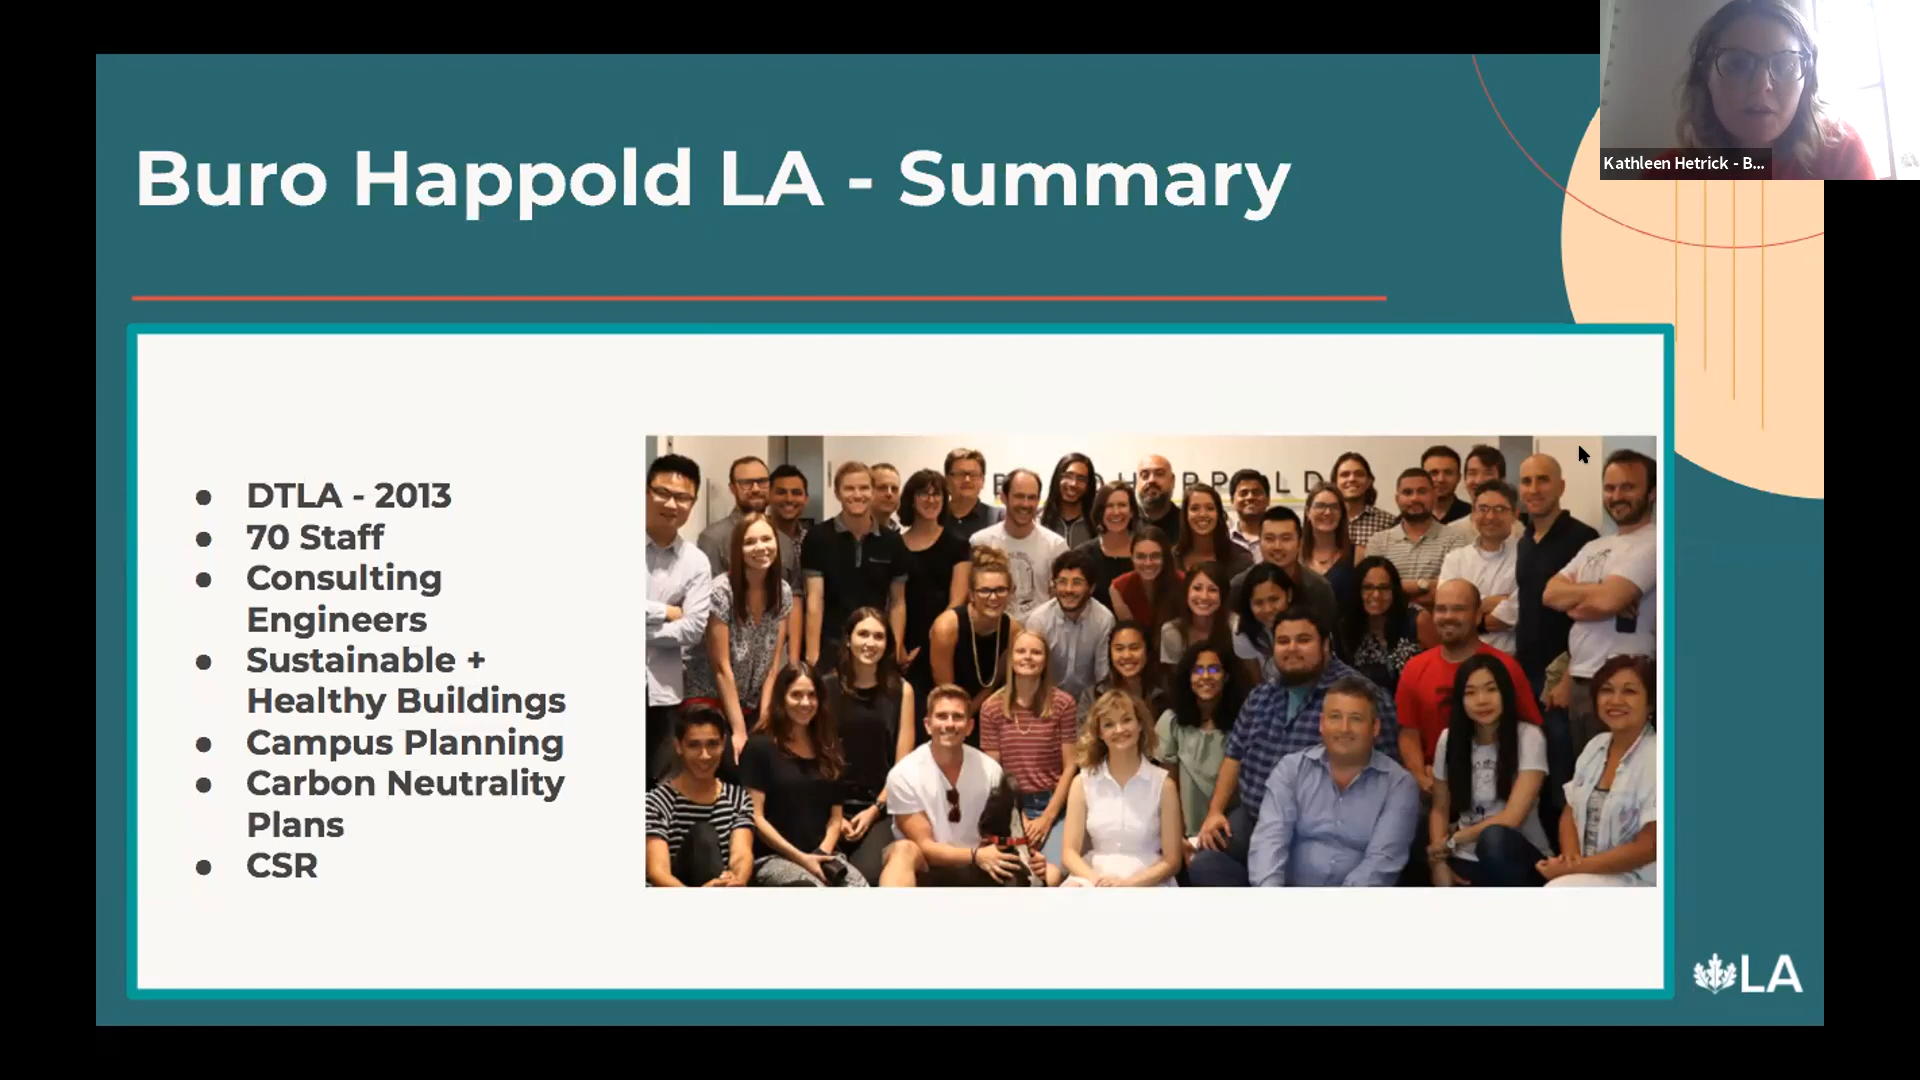 Kathleen Hetrick - B...
Buro Happold LA - Summary
● DTLA - 2013
● 70 Staff
● Consulting
Engineers
● Sustainable +
Healthy Buildings
● Campus Planning
● Carbon Neutrality
Plans
● CSR
LA